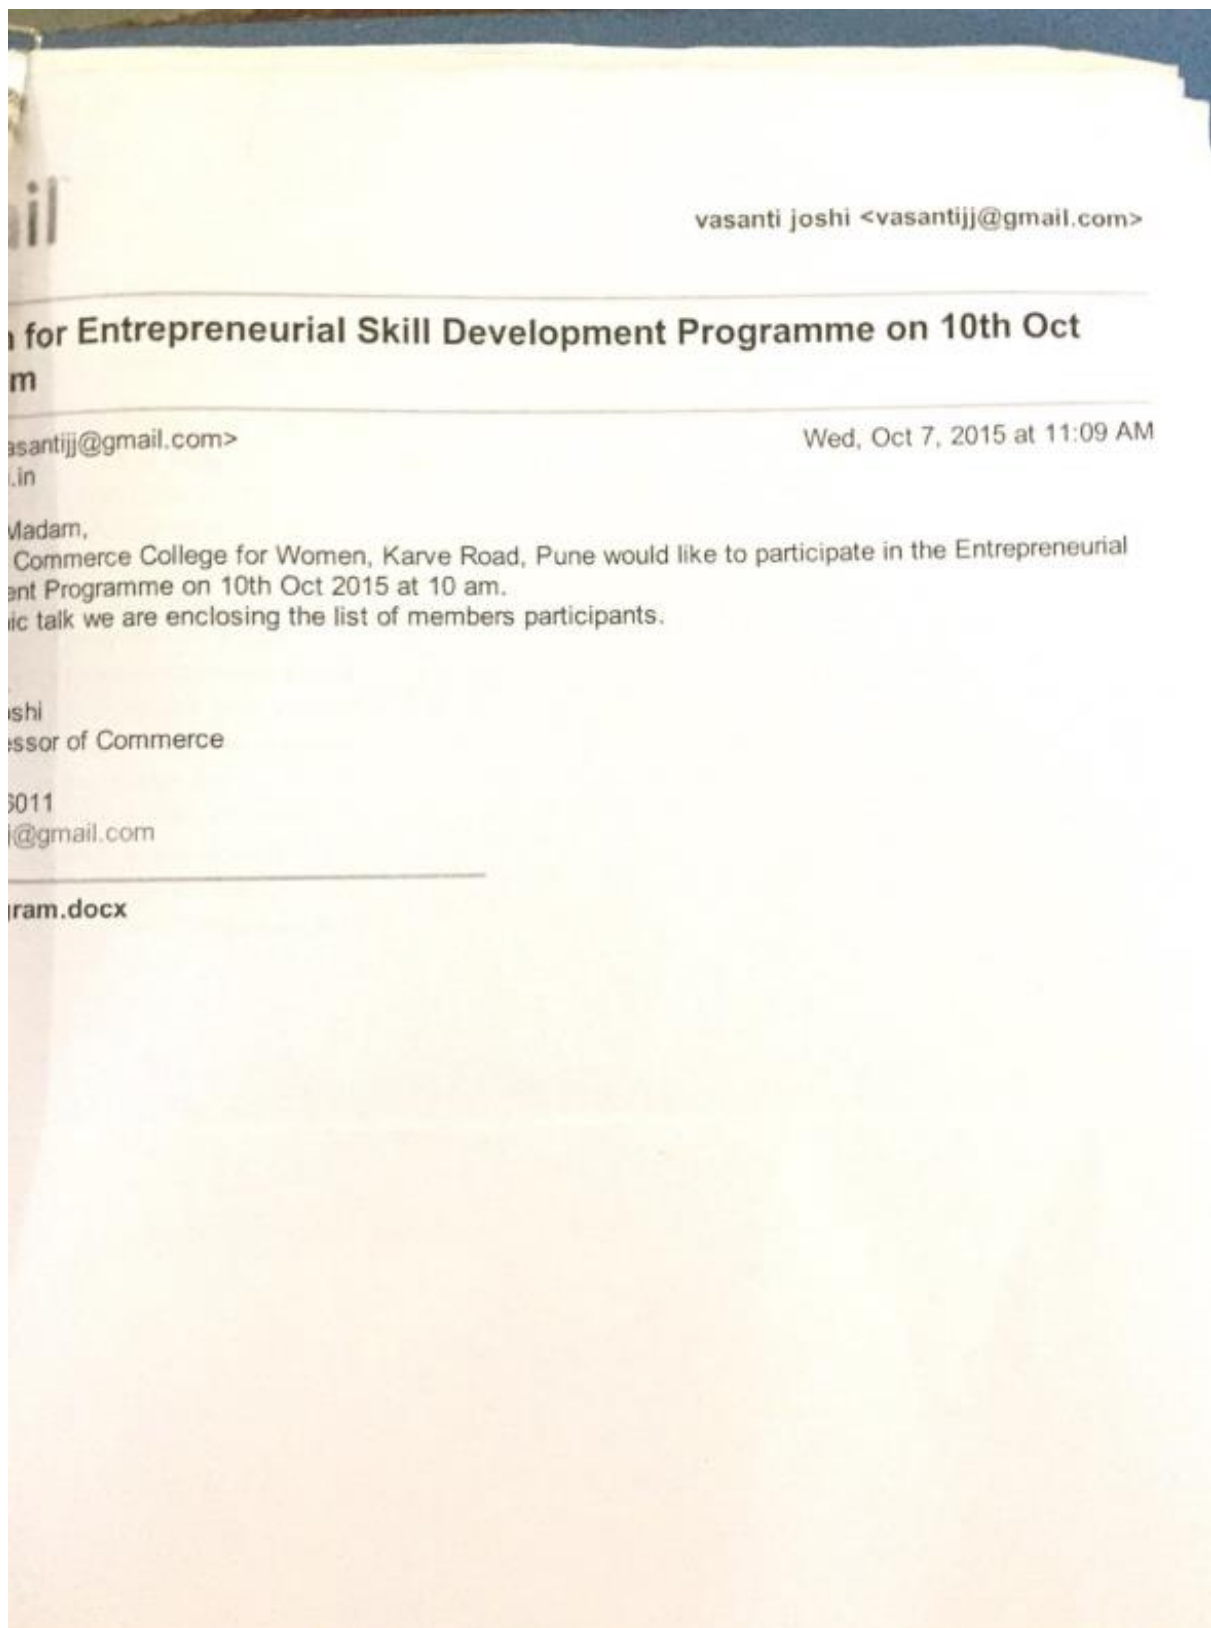 il
vasanti joshi <vasantijj@gmail.com>
for Entrepreneurial Skill Development Programme on 10th Oct
m
asantijj@gmail.com>
Wed, Oct 7, 2015 at 11:09 AM
.in
Madam,
Commerce College for Women, Karve Road, Pune would like to participate in the Entrepreneurial
ent Programme on 10th Oct 2015 at 10 am.
ic talk we are enclosing the list of members participants.
shi
essor of Commerce
6011
j@gmail.com
ram.docx